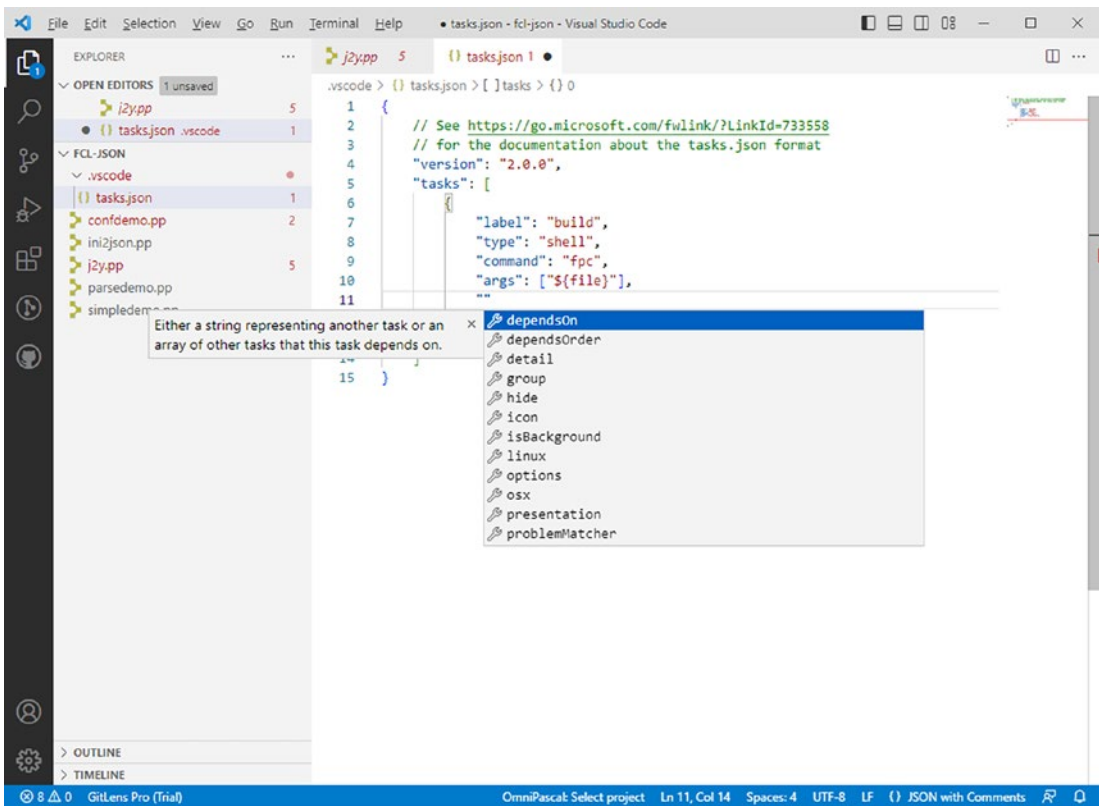 File Edit Selection View Go Run Terminal Help
● tasks.json - fcl-json - Visual Studio Code
EXPLORER
OPEN EDITORS 1 unsaved
j2y.pp 5
{} tasks.json .vscode 1
FCL-JSON
.vscode
{} tasks.json 1
confdemo.pp 2
ini2json.pp
j2y.pp 5
parsedemo.pp
simpledemo.pp
OUTLINE
TIMELINE
j2y.pp 5
{} tasks.json 1 ●
.vscode > {} tasks.json > [ ] tasks > {} 0
1 {
2 // See https://go.microsoft.com/fwlink/?LinkId=733558
3 // for the documentation about the tasks.json format
4 "version": "2.0.0",
5 "tasks": [
6 {
7 "label": "build",
8 "type": "shell",
9 "command": "fpc",
10 "args": ["${file}"],
11 ""
Either a string representing another task or an
array of other tasks that this task depends on.
dependsOn
dependsOrder
detail
group
hide
icon
isBackground
linux
options
osx
presentation
problemMatcher
14 ]
15 }
1
8 0 GitLens Pro (Trial)
OmniPascal: Select project Ln 11, Col 14 Spaces: 4 UTF-8 LF {} JSON with Comments